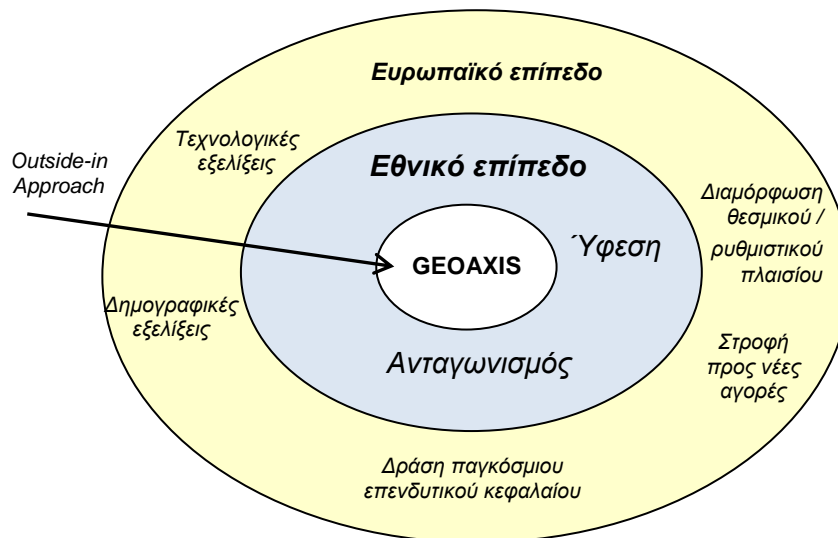 Ευρωπαϊκό επίπεδο
Τεχνολογικές
εξελίξεις
Outside-in
Approach
Εθνικό επίπεδο
Διαμόρφωση
θεσμικού /
ρυθμιστικού
πλαισίου
Ύφεση
GEOAXIS
Δημογραφικές
εξελίξεις
Στροφή
προς νέες
αγορές
Ανταγωνισμός
Δράση παγκόσμιου
επενδυτικού κεφαλαίου